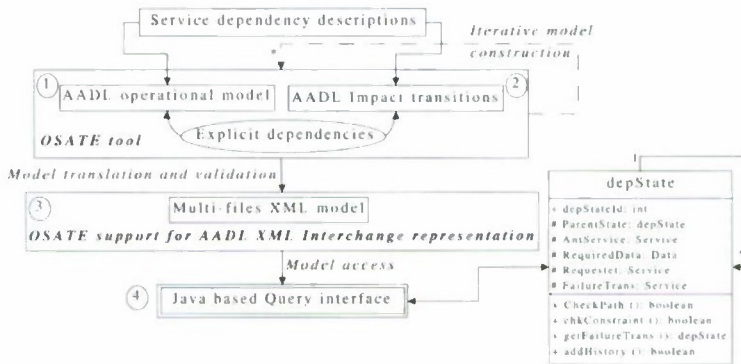 Service dependency descriptions
Iterative model
construction
*
1
AADL operational model
AADL Impact transitions
2
Explicit dependencies
OSATE tool
Model translation and validation
3
Multi-files XML model
OSATE support for AADL XML Interchange representation
Model access
4
Java based Query interface
1
depState
+ depStateId: int
# ParentState: depState
# AntService: Service
# RequiredData: Data
# Requester: Service
# FailureTrans: Service
+ CheckPath (): boolean
+ chkConstraint (): boolean
+ getFailureTrans (): depState
+ addHistory (): boolean